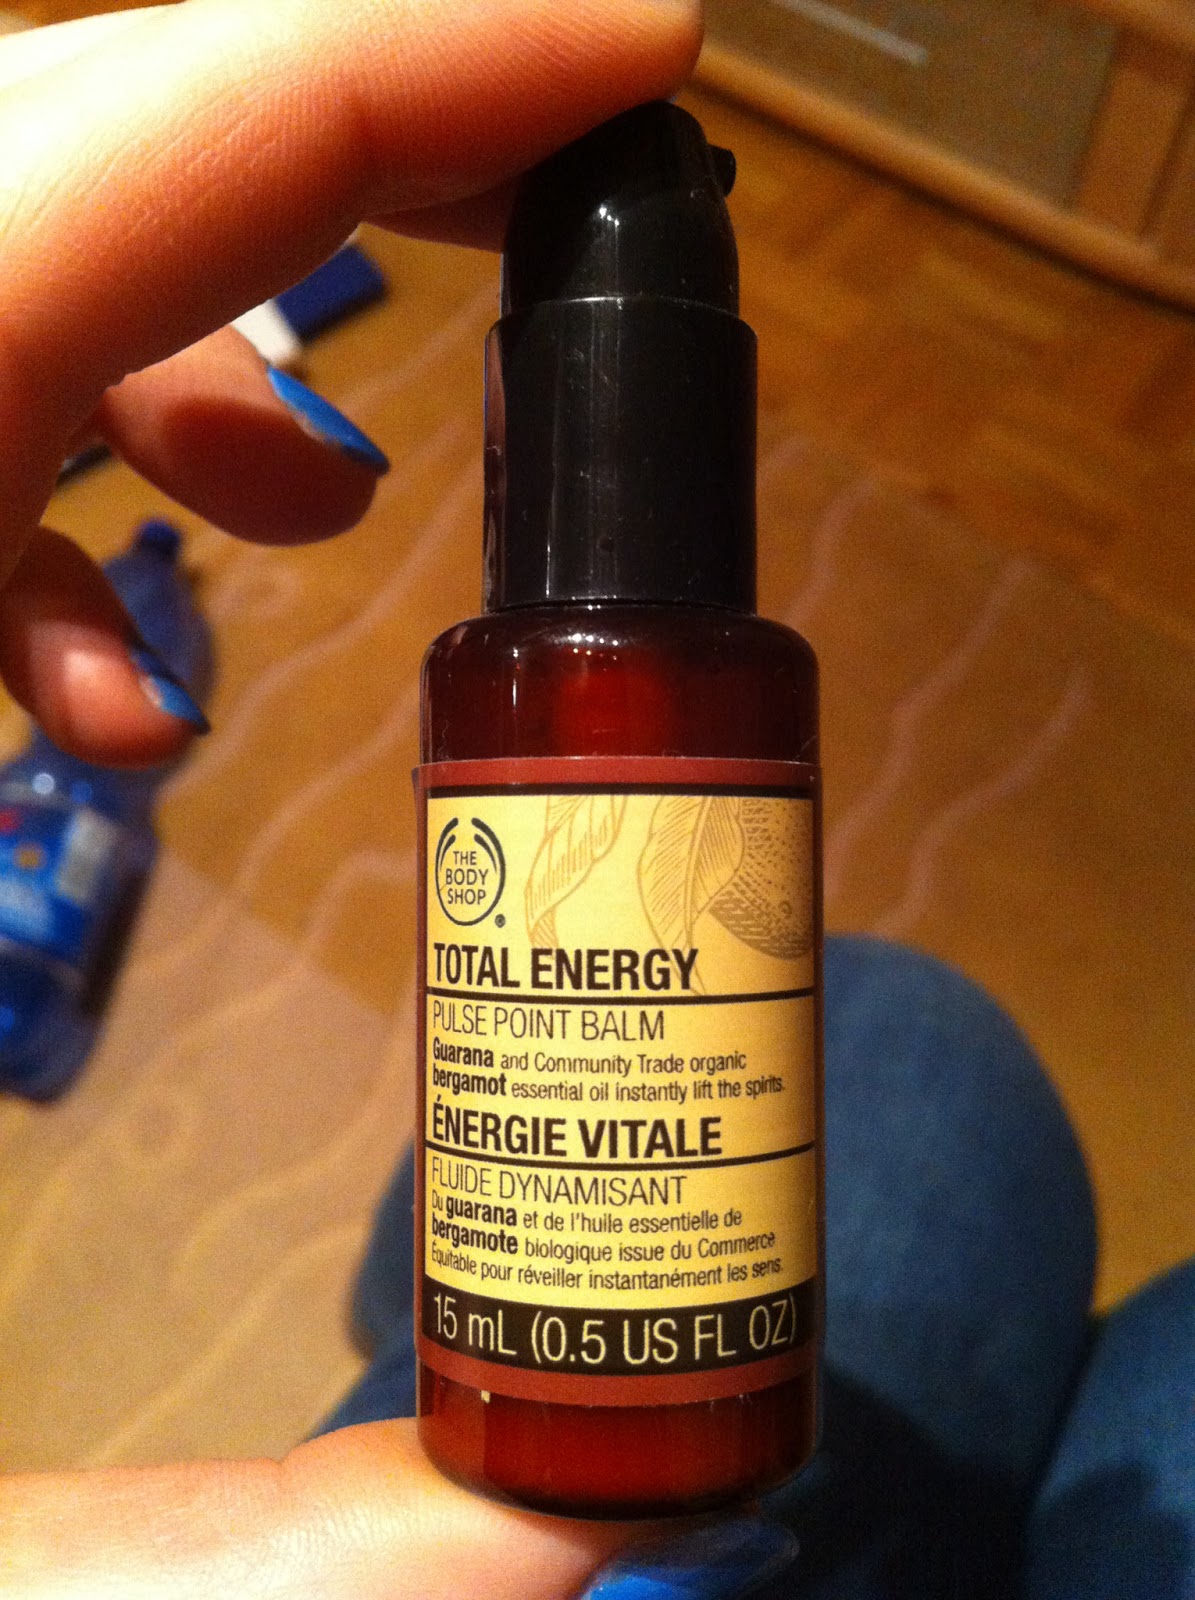 THE
BODY
SHOP
®
TOTAL ENERGY
PULSE POINT BALM
Guarana and Community Trade organic
bergamot essential oil instantly lift the spirits.
ÉNERGIE VITALE
FLUIDE DYNAMISANT
Du guarana et de l'huile essentielle de
bergamote biologique issue du Commerce
Équitable pour réveiller instantanément les sens.
15 mL (0.5 US FL OZ)